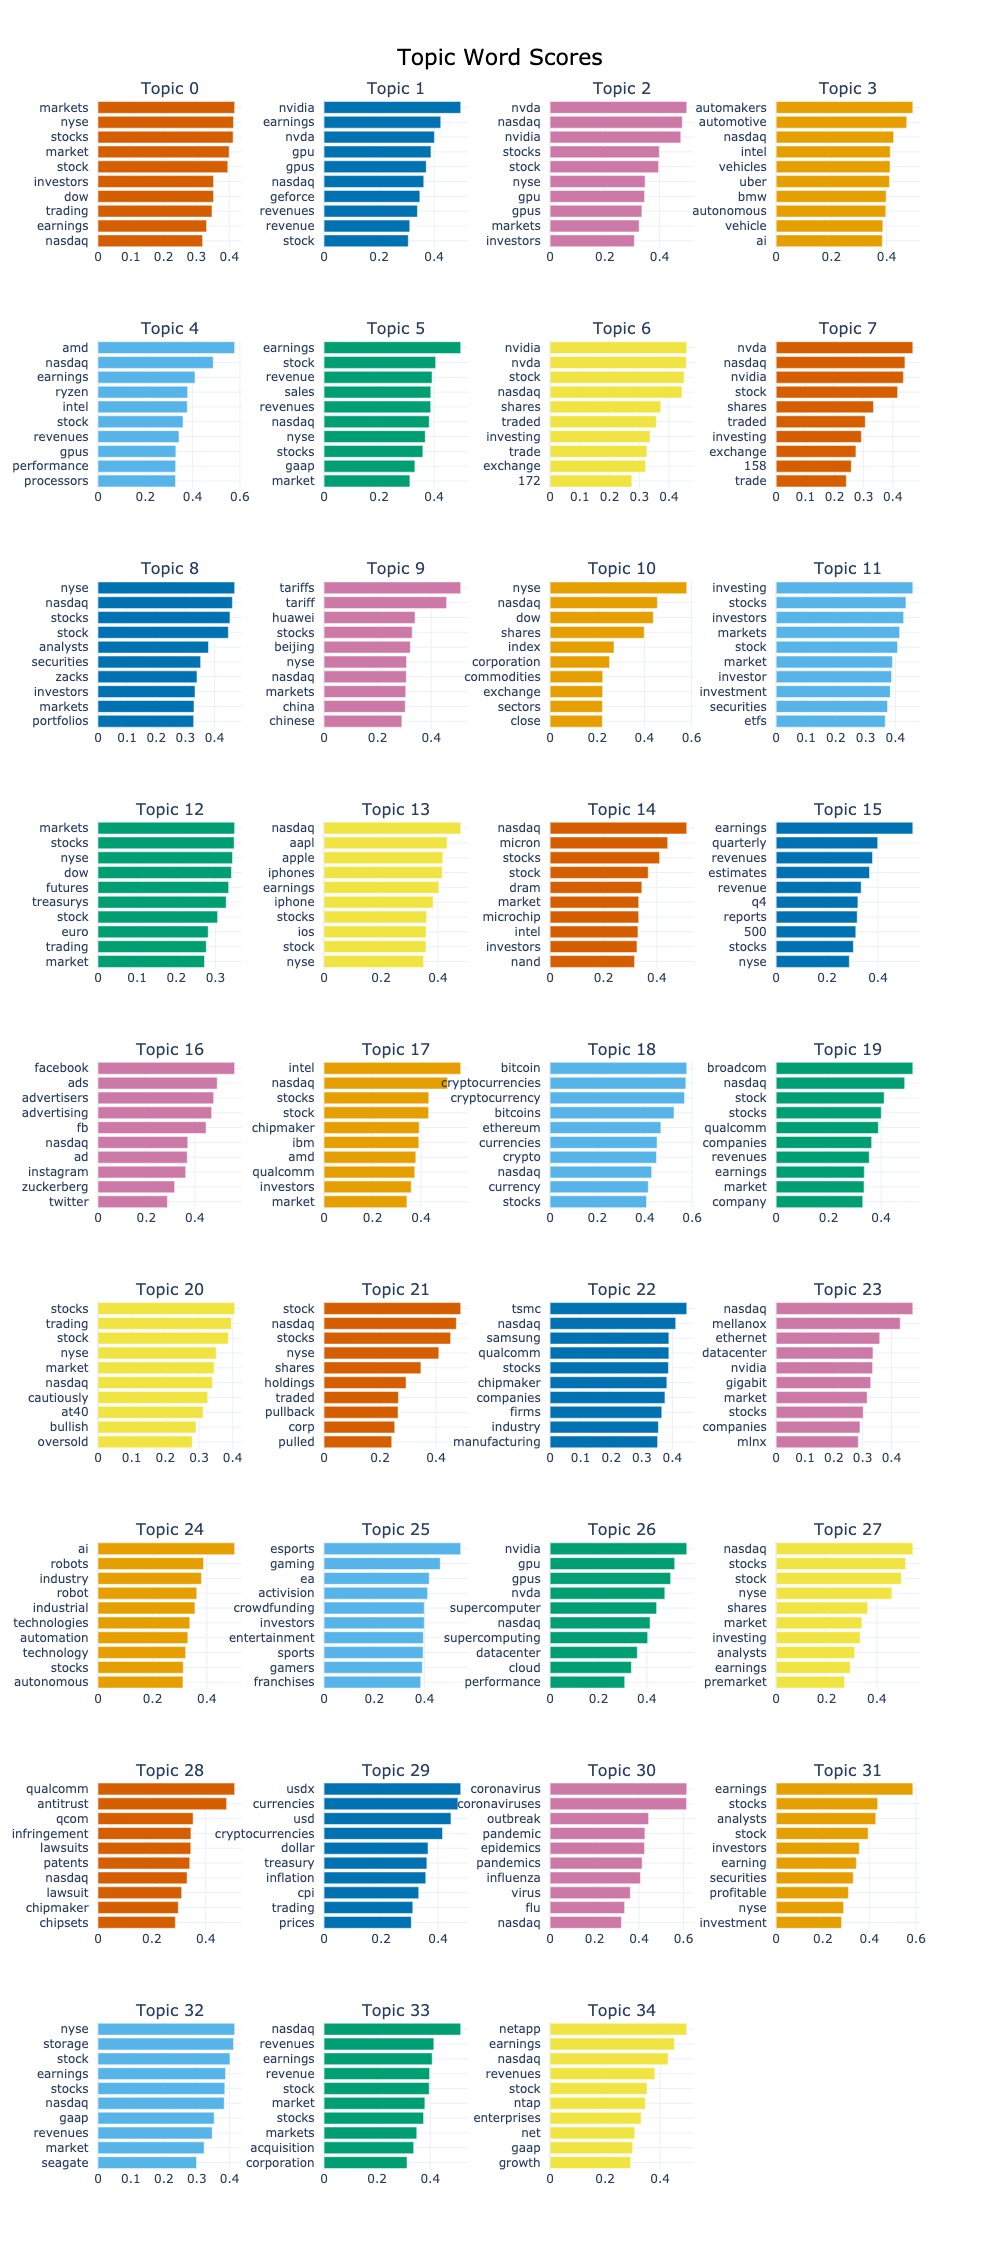 Topic Word Scores
Topic 0
markets
nyse
stocks
market
stock
investors
dow
trading
earnings
nasdaq
0 0.1 0.2 0.3 0.4
Topic 1
nvidia
earnings
nvda
gpu
gpus
nasdaq
geforce
revenues
revenue
stock
0 0.2 0.4
Topic 2
nvda
nasdaq
nvidia
stocks
stock
nyse
gpu
gpus
markets
investors
0 0.2 0.4
Topic 3
automakers
automotive
nasdaq
intel
vehicles
uber
bmw
autonomous
vehicle
ai
0 0.2 0.4
Topic 4
amd
nasdaq
earnings
ryzen
intel
stock
revenues
gpus
performance
processors
0 0.2 0.4 0.6
Topic 5
earnings
stock
revenue
sales
revenues
nasdaq
nyse
stocks
gaap
market
0 0.2 0.4
Topic 6
nvidia
nvda
stock
nasdaq
shares
traded
investing
trade
exchange
172
0 0.1 0.2 0.3 0.4
Topic 7
nvda
nasdaq
nvidia
stock
shares
traded
investing
exchange
158
trade
0 0.1 0.2 0.3 0.4
Topic 8
nyse
nasdaq
stocks
stock
analysts
securities
zacks
investors
markets
portfolios
0 0.1 0.2 0.3 0.4
Topic 9
tariffs
tariff
huawei
stocks
beijing
nyse
nasdaq
markets
china
chinese
0 0.2 0.4
Topic 10
nyse
nasdaq
dow
shares
index
corporation
commodities
exchange
sectors
close
0 0.2 0.4 0.6
Topic 11
investing
stocks
investors
markets
stock
market
investor
investment
securities
etfs
0 0.1 0.2 0.3 0.4
Topic 12
markets
stocks
nyse
dow
futures
treasurys
stock
euro
trading
market
0 0.1 0.2 0.3
Topic 13
nasdaq
aapl
apple
iphones
earnings
iphone
stocks
ios
stock
nyse
0 0.2 0.4
Topic 14
nasdaq
micron
stocks
stock
dram
market
microchip
intel
investors
nand
0 0.2 0.4
Topic 15
earnings
quarterly
revenues
estimates
revenue
q4
reports
500
stocks
nyse
0 0.2 0.4
Topic 16
facebook
ads
advertisers
advertising
fb
nasdaq
ad
instagram
zuckerberg
twitter
0 0.2 0.4
Topic 17
intel
nasdaq
stocks
stock
chipmaker
ibm
amd
qualcomm
investors
market
0 0.2 0.4
Topic 18
bitcoin
cryptocurrencies
cryptocurrency
bitcoins
ethereum
currencies
crypto
nasdaq
currency
stocks
0 0.2 0.4 0.6
Topic 19
broadcom
nasdaq
stock
stocks
qualcomm
companies
revenues
earnings
market
company
0 0.2 0.4
Topic 20
stocks
trading
stock
nyse
market
nasdaq
cautiously
at40
bullish
oversold
0 0.1 0.2 0.3 0.4
Topic 21
stock
nasdaq
stocks
nyse
shares
holdings
traded
pullback
corp
pulled
0 0.2 0.4
Topic 22
tsmc
nasdaq
samsung
qualcomm
stocks
chipmaker
companies
firms
industry
manufacturing
0 0.1 0.2 0.3 0.4
Topic 23
nasdaq
mellanox
ethernet
datacenter
nvidia
gigabit
market
stocks
companies
mlnx
0 0.1 0.2 0.3 0.4
Topic 24
ai
robots
industry
robot
industrial
technologies
automation
technology
stocks
autonomous
0 0.2 0.4
Topic 25
esports
gaming
ea
activision
crowdfunding
investors
entertainment
sports
gamers
franchises
0 0.2 0.4
Topic 26
nvidia
gpu
gpus
nvda
supercomputer
nasdaq
supercomputing
datacenter
cloud
performance
0 0.2 0.4
Topic 27
nasdaq
stocks
stock
nyse
shares
market
investing
analysts
earnings
premarket
0 0.2 0.4
Topic 28
qualcomm
antitrust
qcom
infringement
lawsuits
patents
nasdaq
lawsuit
chipmaker
chipsets
0 0.2 0.4
Topic 29
usdx
currencies
usd
cryptocurrencies
dollar
treasury
inflation
cpi
trading
prices
0 0.2 0.4
Topic 30
coronavirus
coronaviruses
outbreak
pandemic
epidemics
pandemics
influenza
virus
flu
nasdaq
0 0.2 0.4 0.6
Topic 31
earnings
stocks
analysts
stock
investors
earning
securities
profitable
nyse
investment
0 0.2 0.4 0.6
Topic 32
nyse
storage
stock
earnings
stocks
nasdaq
gaap
revenues
market
seagate
0 0.1 0.2 0.3 0.4
Topic 33
nasdaq
revenues
earnings
revenue
stock
market
stocks
markets
acquisition
corporation
0 0.2 0.4
Topic 34
netapp
earnings
nasdaq
revenues
stock
ntap
enterprises
net
gaap
growth
0 0.2 0.4